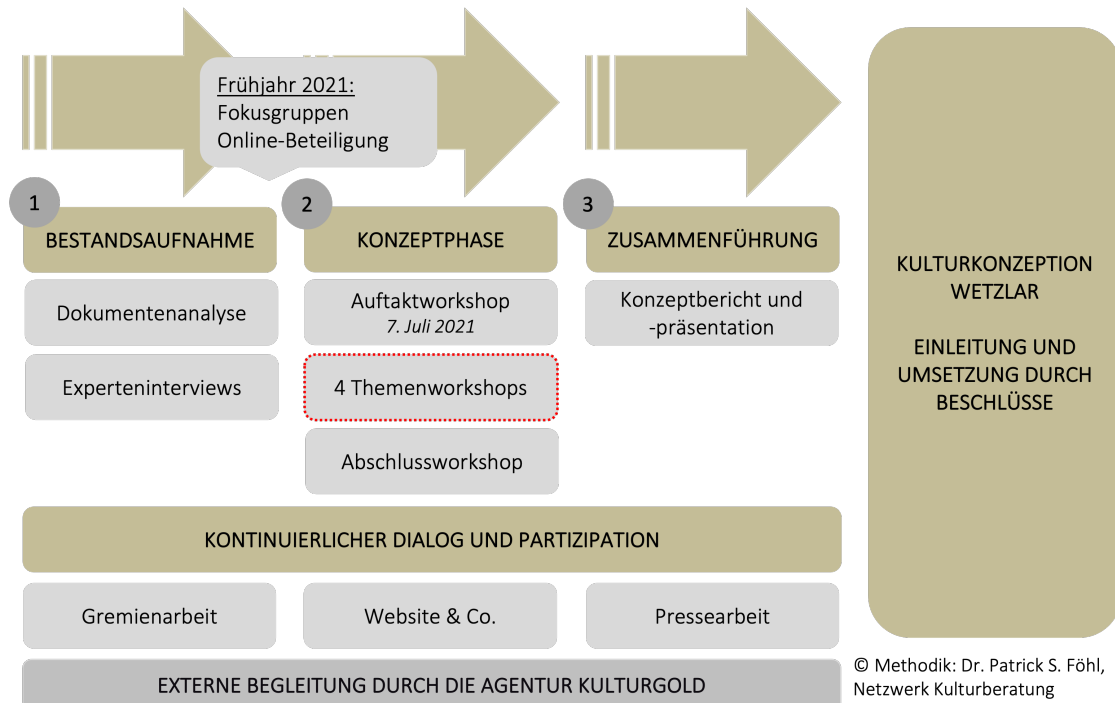 Frühjahr 2021:
Fokusgruppen
Online-Beteiligung
1
BESTANDSAUFNAHME
Dokumentenanalyse
Experteninterviews
2
KONZEPTPHASE
Auftaktworkshop
7. Juli 2021
4 Themenworkshops
Abschlussworkshop
3
ZUSAMMENFÜHRUNG
Konzeptbericht und
-präsentation
KONTINUIERLICHER DIALOG UND PARTIZIPATION
Gremienarbeit
Website & Co.
Pressearbeit
EXTERNE BEGLEITUNG DURCH DIE AGENTUR KULTURGOLD
KULTURKONZEPTION
WETZLAR
EINLEITUNG UND
UMSETZUNG DURCH
BESCHLÜSSE
© Methodik: Dr. Patrick S. Föhl,
Netzwerk Kulturberatung